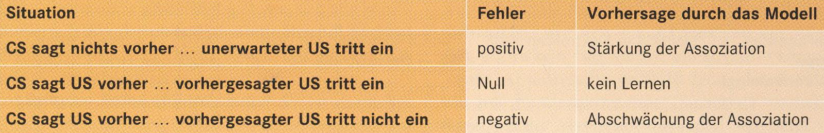 Situation Fehler Vorhersage durch das Modell
CS sagt nichts vorher ... unerwarteter US tritt ein positiv Stärkung der Assoziation
CS sagt US vorher ... vorhergesagter US tritt ein Null kein Lernen
CS sagt US vorher ... vorhergesagter US tritt nicht ein negativ Abschwächung der Assoziation